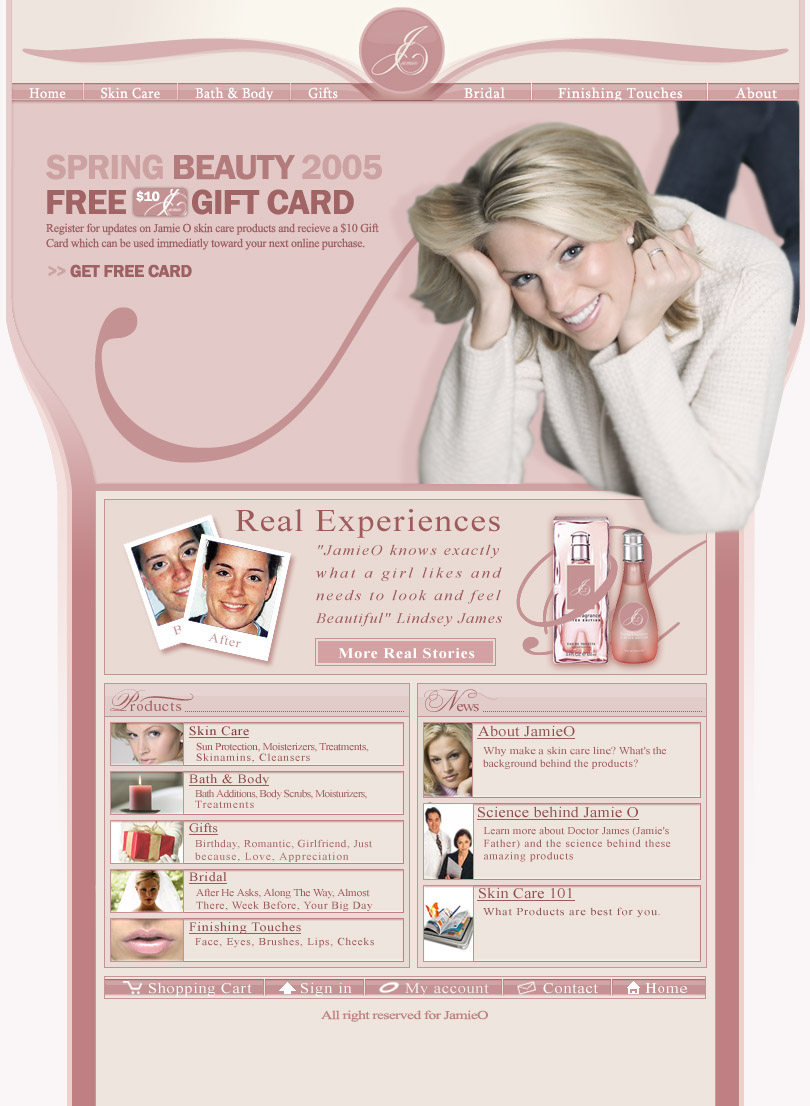 Home Skin Care Bath & Body Gifts Bridal Finishing Touches About
SPRING BEAUTY 2005
FREE $10 GIFT CARD
Register for updates on Jamie O skin care products and recieve a $10 Gift
Card which can be used immediatly toward your next online purchase.
>> GET FREE CARD
Real Experiences
"JamieO knows exactly
what a girl likes and
needs to look and feel
Beautiful" Lindsey James
After
More Real Stories
Products
Skin Care
Sun Protection, Moisterizers, Treatments,
Skinamins, Cleansers
Bath & Body
Bath Additions, Body Scrubs, Moisturizers,
Treatments
Gifts
Birthday, Romantic, Girlfriend, Just
because, Love, Appreciation
Bridal
After He Asks, Along The Way, Almost
There, Week Before, Your Big Day
Finishing Touches
Face, Eyes, Brushes, Lips, Cheeks
News
About JamieO
Why make a skin care line? What's the
background behind the products?
Science behind Jamie O
Learn more about Doctor James (Jamie's
Father) and the science behind these
amazing products
Skin Care 101
What Products are best for you.
Shopping Cart Sign in My account Contact Home
All right reserved for JamieO